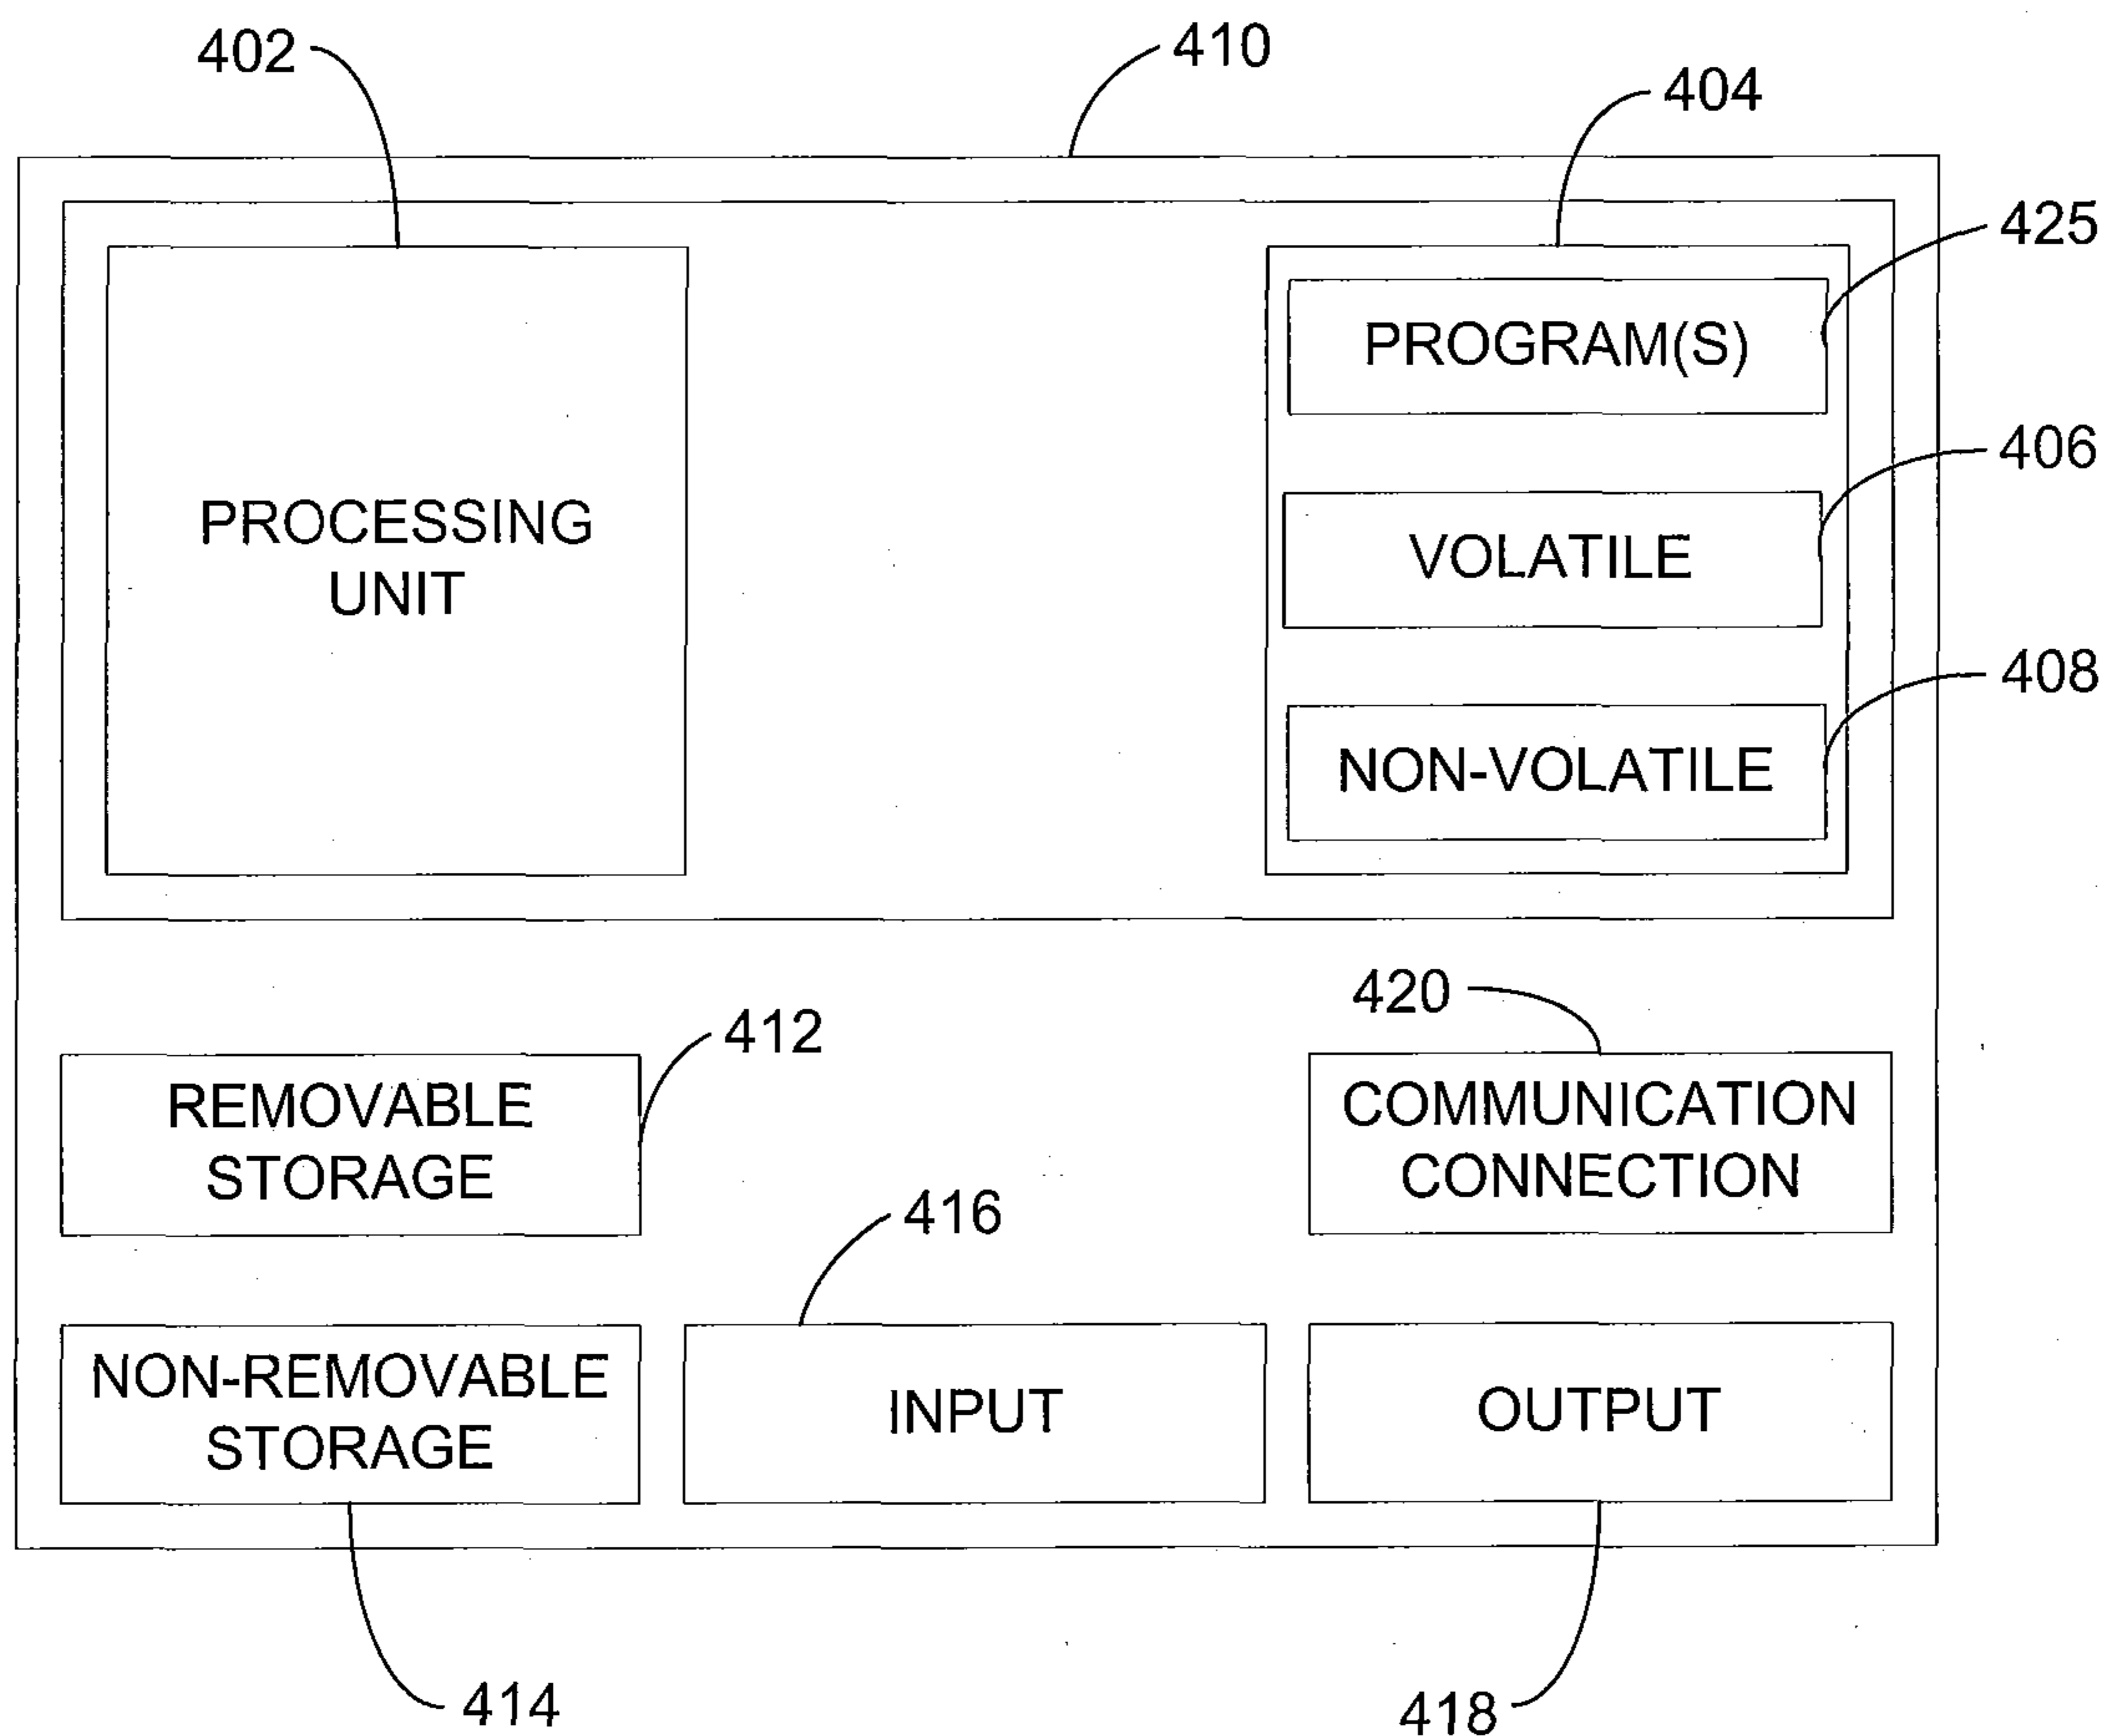 402
410
404
425
PROGRAM(S)
406
PROCESSING
UNIT
VOLATILE
408
NON-VOLATILE
420
412
REMOVABLE
STORAGE
COMMUNICATION
CONNECTION
416
NON-REMOVABLE
STORAGE
INPUT
OUTPUT
414
418